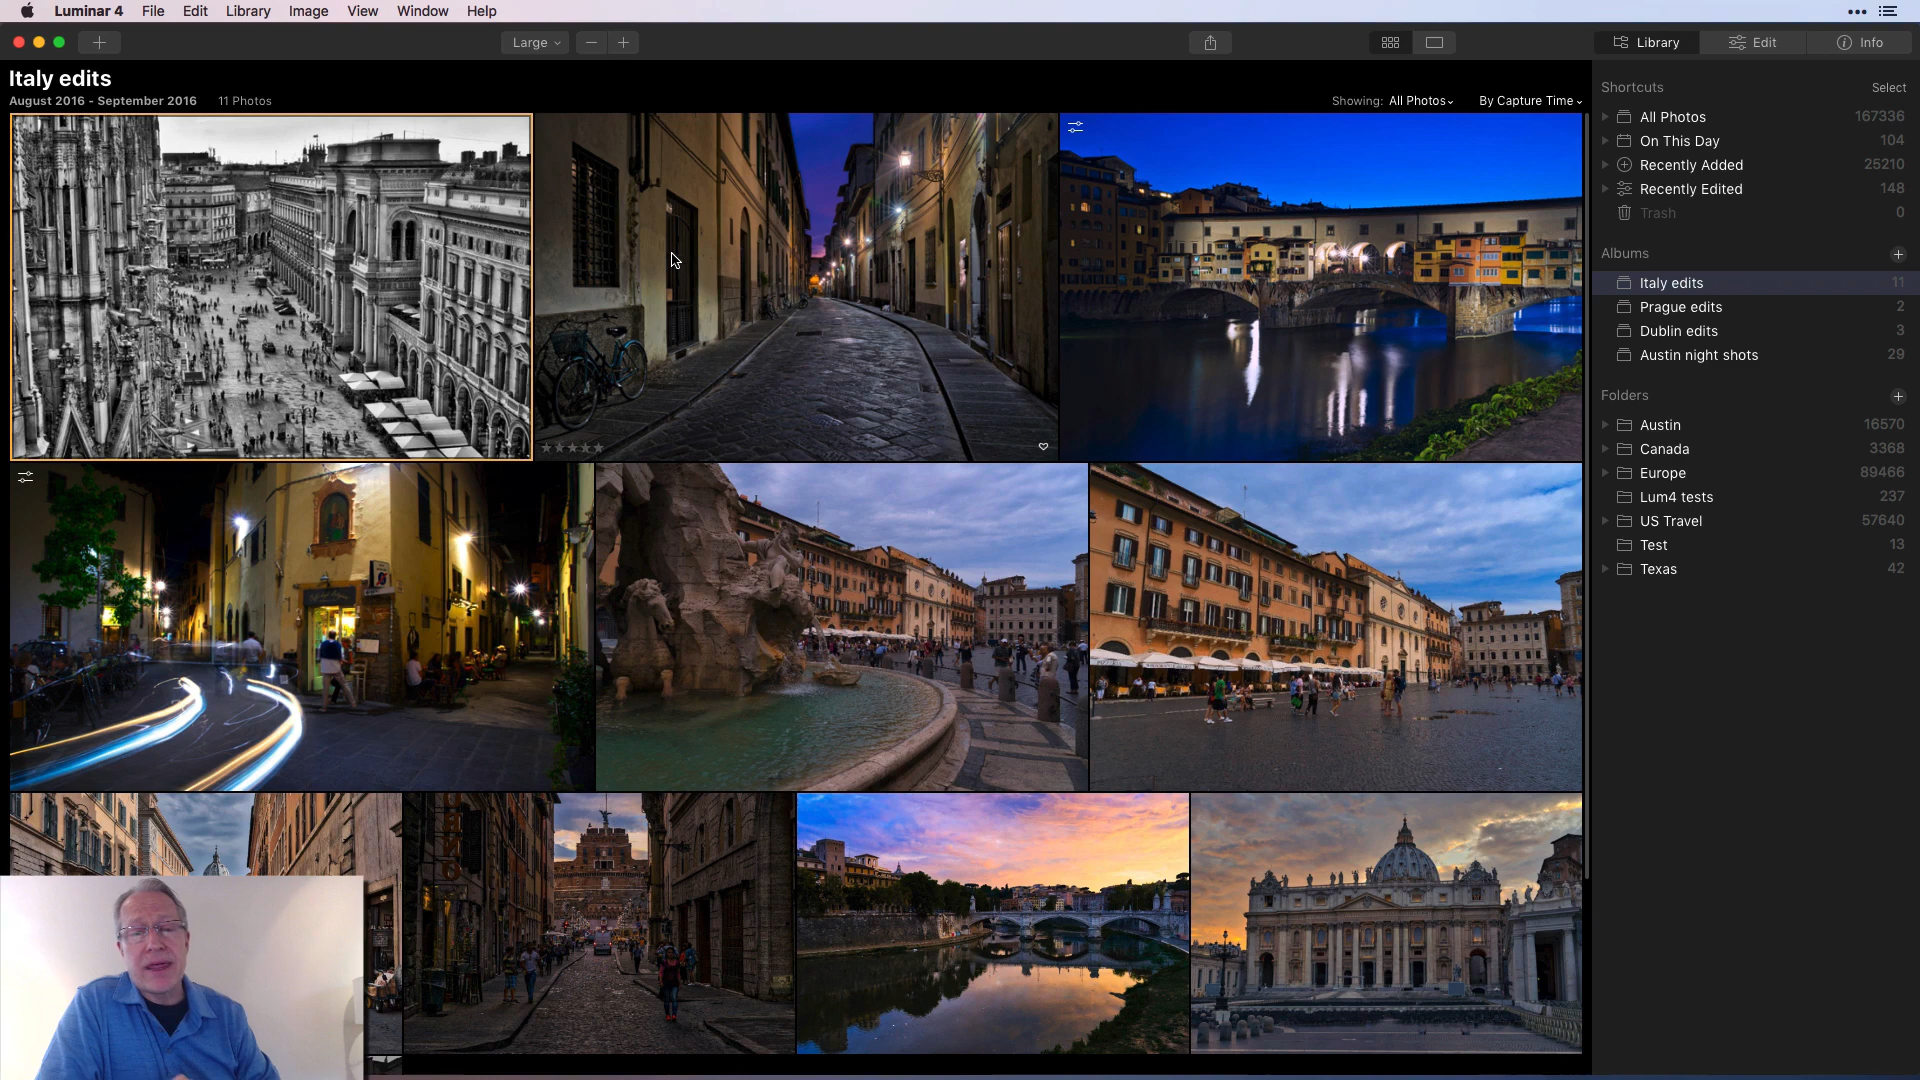 Luminar 4 File Edit Library Image View Window Help
Large
Library Edit Info
Italy edits
August 2016 - September 2016 11 Photos
Showing: All Photos By Capture Time
Shortcuts Select
All Photos 167336
On This Day 104
Recently Added 25210
Recently Edited 148
Trash 0
Albums
Italy edits 11
Prague edits 2
Dublin edits 3
Austin night shots 29
Folders
Austin 16570
Canada 3368
Europe 89466
Lum4 tests 237
US Travel 57640
Test 13
Texas 42